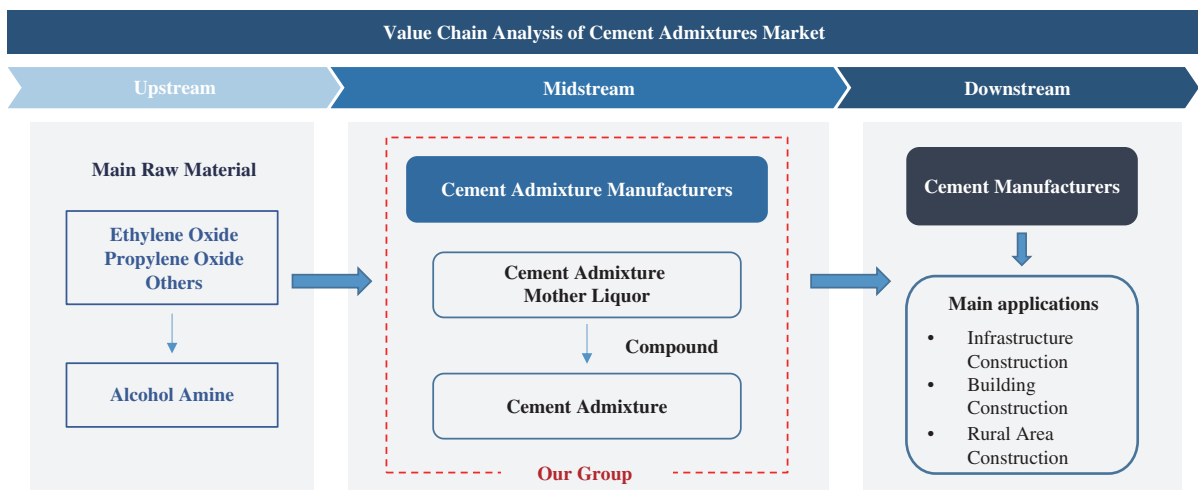 Value Chain Analysis of Cement Admixtures Market
Upstream
Midstream
Downstream
Main Raw Material
Ethylene Oxide
Propylene Oxide
Others
Alcohol Amine
Cement Admixture Manufacturers
Cement Admixture
Mother Liquor
Compound
Cement Admixture
Our Group
Cement Manufacturers
Main applications
• Infrastructure
Construction
• Building
Construction
• Rural Area
Construction